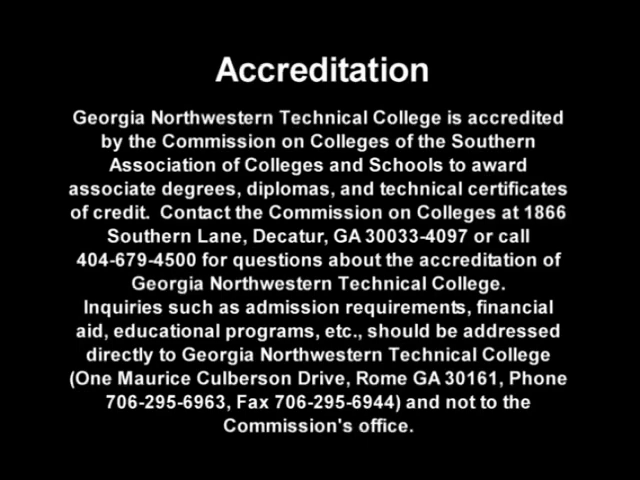 Accreditation
Georgia Northwestern Technical College is accredited
by the Commission on Colleges of the Southern
Association of Colleges and Schools to award
associate degrees, diplomas, and technical certificates
of credit.  Contact the Commission on Colleges at 1866
Southern Lane, Decatur, GA 30033-4097 or call
404-679-4500 for questions about the accreditation of
Georgia Northwestern Technical College.
Inquiries such as admission requirements, financial
aid, educational programs, etc., should be addressed
directly to Georgia Northwestern Technical College
(One Maurice Culberson Drive, Rome GA 30161, Phone
706-295-6963, Fax 706-295-6944) and not to the
Commission's office.